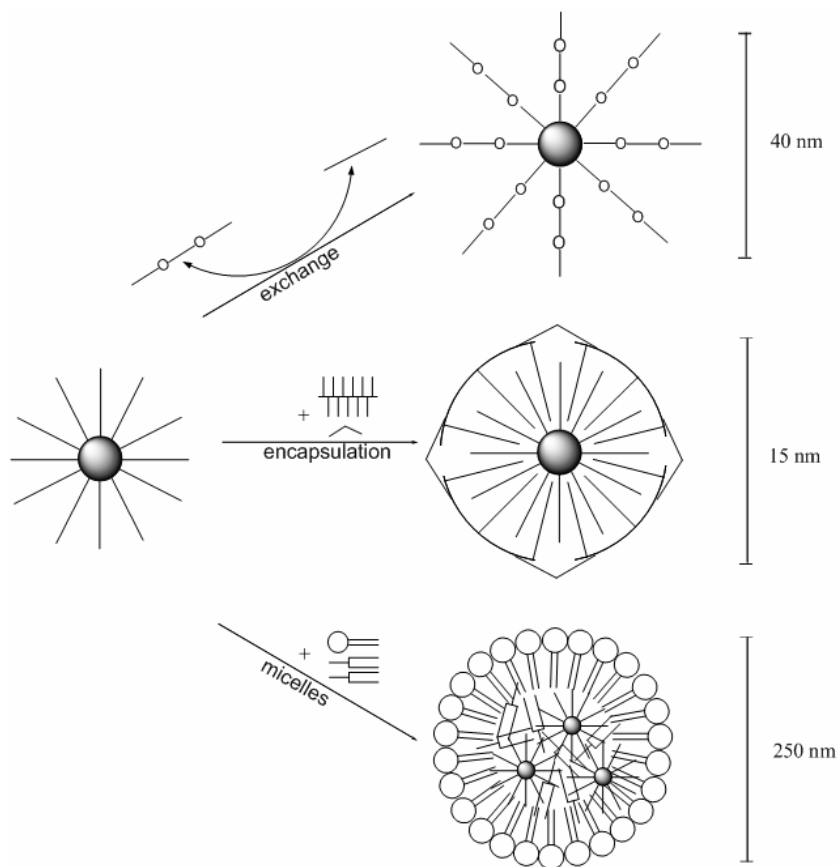 40 nm
exchange
+
encapsulation
15 nm
+
micelles
250 nm